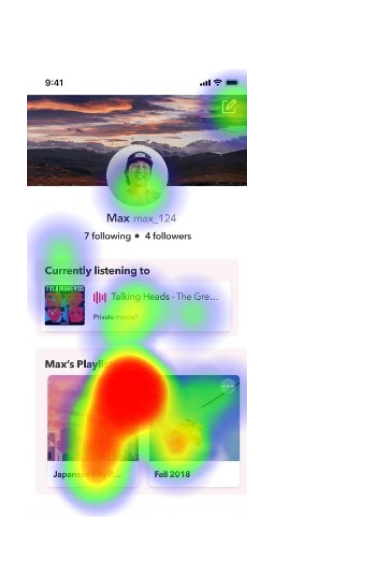 9:41
Max max_124
7 following • 4 followers
Currently listening to
Talking Heads - The Gre...
Private mode?
Max's
Fall 2018